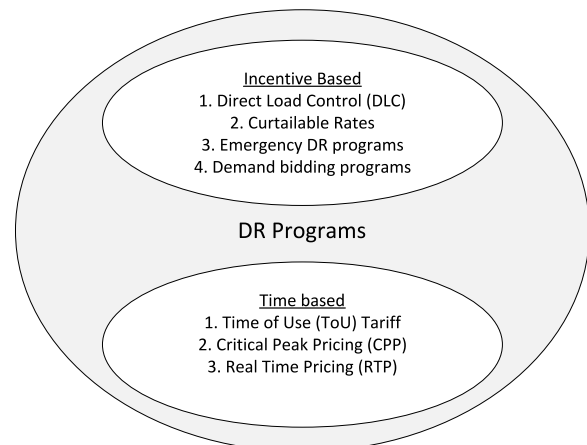 Incentive Based
1. Direct Load Control (DLC)
2. Curtailable Rates
3. Emergency DR programs
4. Demand bidding programs
DR Programs
Time based
1. Time of Use (ToU) Tariff
2. Critical Peak Pricing (CPP)
3. Real Time Pricing (RTP)